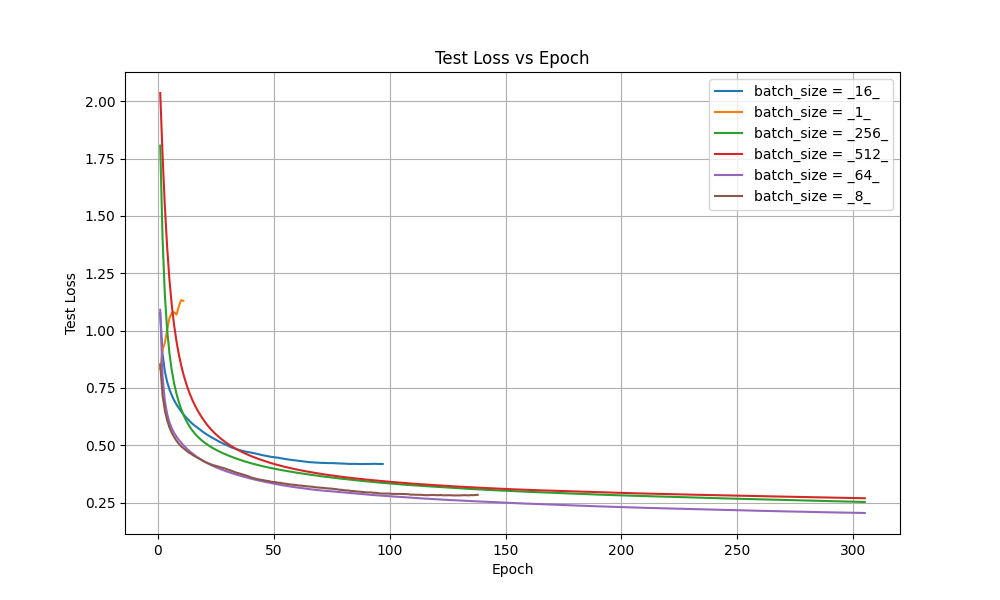 Test Loss vs Epoch
batch_size = _16_
batch_size = _1_
batch_size = _256_
batch_size = _512_
batch_size = _64_
batch_size = _8_
Test Loss
2.00
1.75
1.50
1.25
1.00
0.75
0.50
0.25
0 50 100 150 200 250 300
Epoch